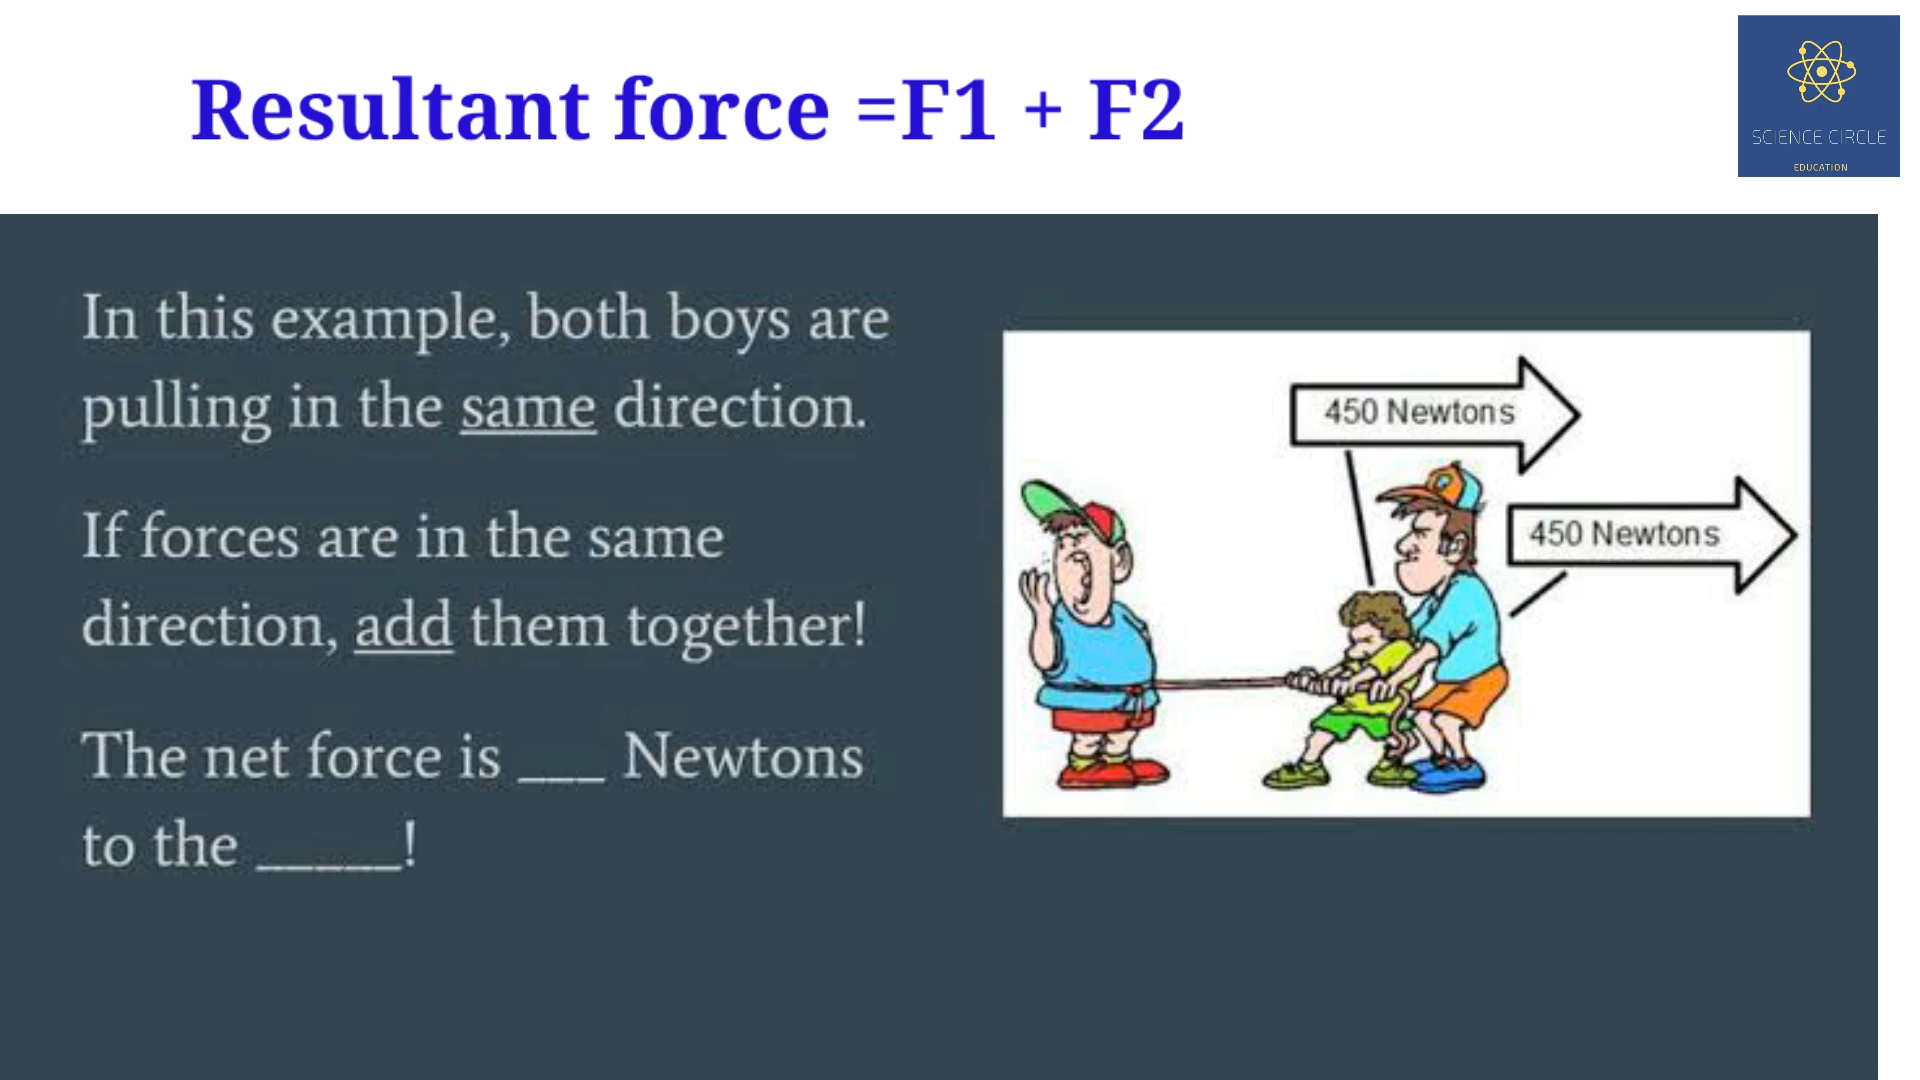 Resultant force =F1 + F2
SCIENCE CIRCLE
EDUCATION
In this example, both boys are
pulling in the same direction.
If forces are in the same
direction, add them together!
The net force is ___ Newtons
to the _____!
450 Newtons
450 Newtons